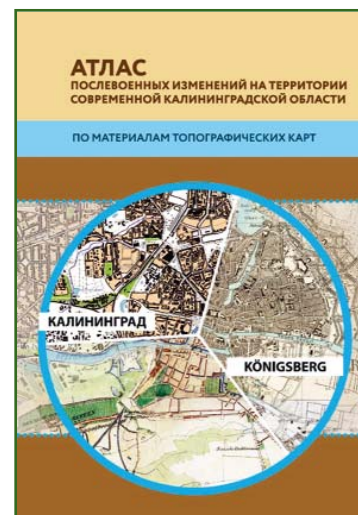 АТЛАС
ПОСЛЕВОЕННЫХ ИЗМЕНЕНИЙ НА ТЕРРИТОРИИ
СОВРЕМЕННОЙ КАЛИНИНГРАДСКОЙ ОБЛАСТИ
ПО МАТЕРИАЛАМ ТОПОГРАФИЧЕСКИХ КАРТ
КАЛИНИНГРАД
KÖNIGSBERG